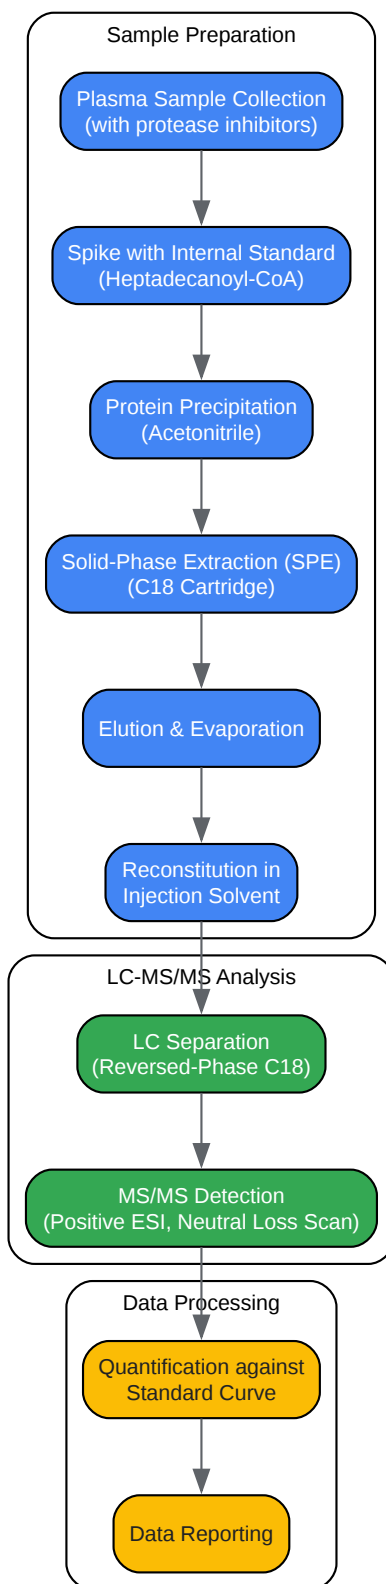 Sample Preparation
Plasma Sample Collection
(with protease inhibitors)
Spike with Internal Standard
(Heptadecanoyl-CoA)
Protein Precipitation
(Acetonitrile)
Solid-Phase Extraction (SPE)
(C18 Cartridge)
Elution & Evaporation
Reconstitution in
Injection Solvent
LC-MS/MS Analysis
LC Separation
(Reversed-Phase C18)
MS/MS Detection
(Positive ESI, Neutral Loss Scan)
Data Processing
Quantification against
Standard Curve
Data Reporting